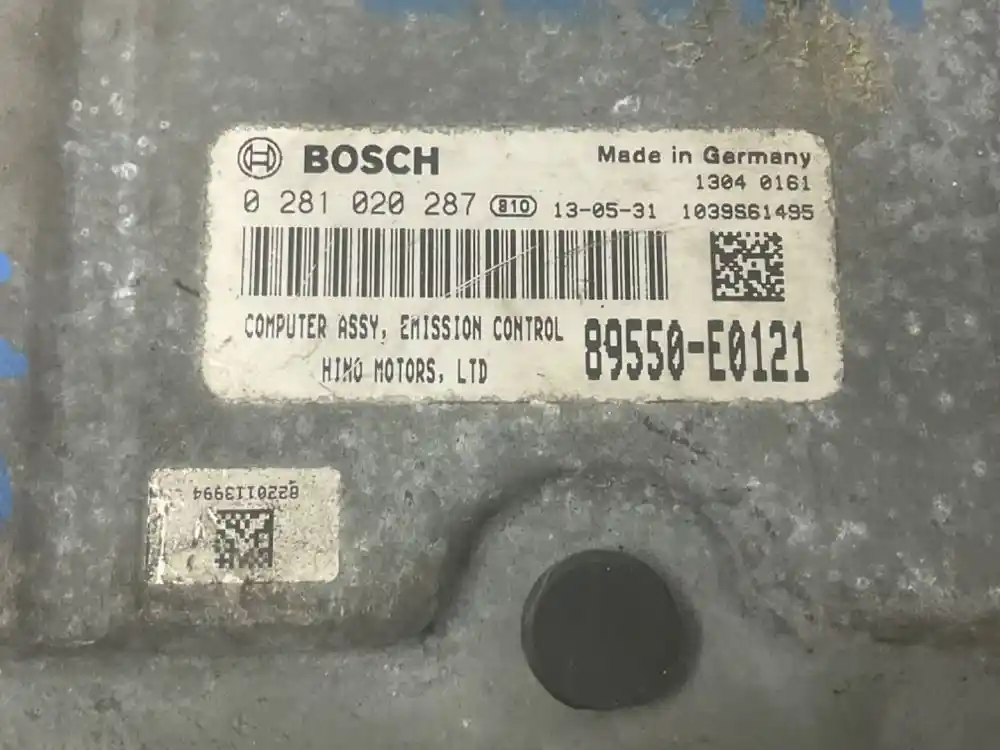 BOSCH
Made in Germany
1304 0161
0 281 020 287 810 13-05-31 1039S61495
COMPUTER ASSY, EMISSION CONTROL
HINO MOTORS, LTD
89550-E0121
8220113994